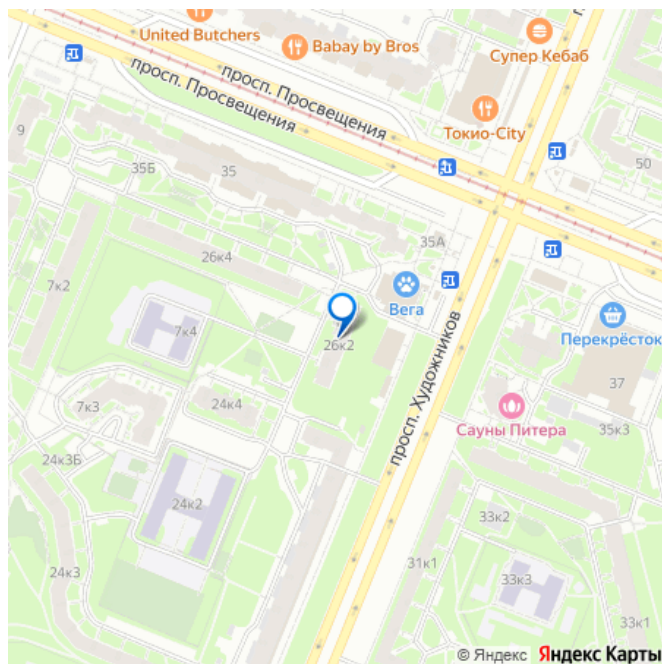 United Butchers
Babay by Bros
Супер Кебаб
просп. Просвещения
просп. Просвещения
Токио-City
9
35Б
35
50
35А
26к4
7к2
Вега
7к4
26к2
Перекрёсток
просп. Художников
37
7к3
24к4
Сауны Питера
35к3
24к3Б
24к2
33к2
31к1
24к3
33к3
33к1
© Яндекс Яндекс Карты